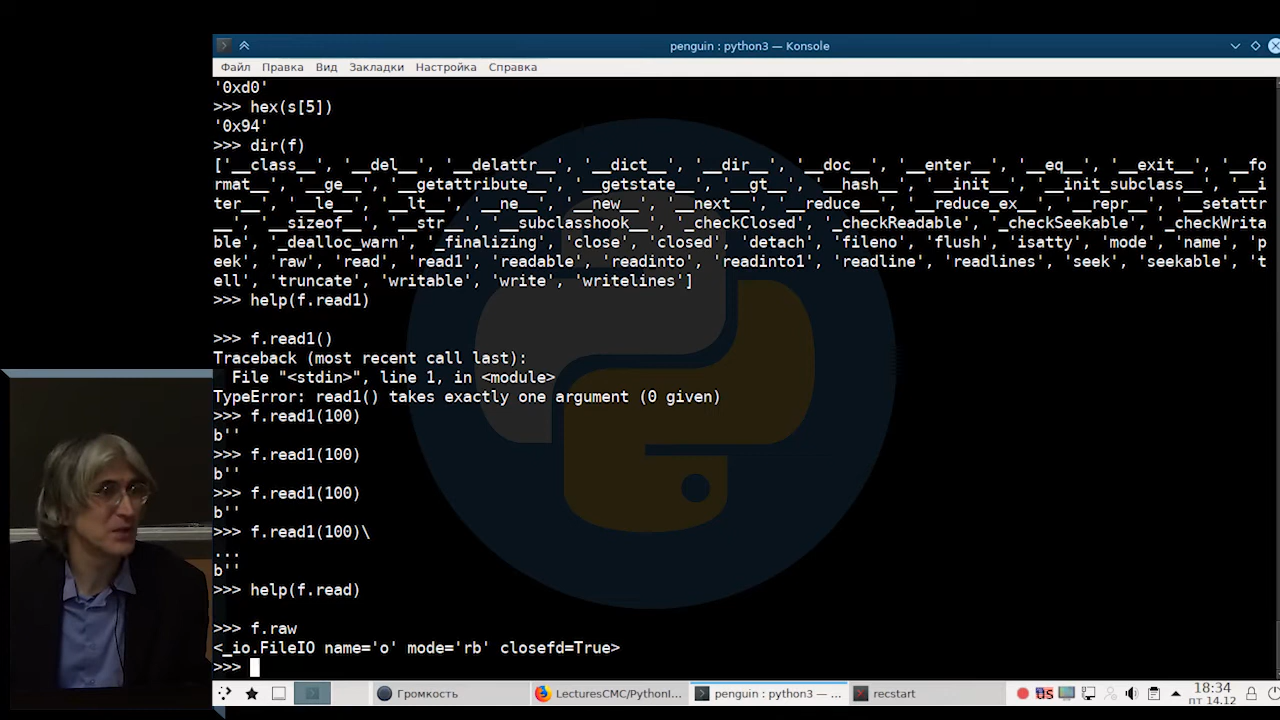 penguin : python3 — Konsole
Файл Правка Вид Закладки Настройка Справка
'0xd0'
>>> hex(s[5])
'0x94'
>>> dir(f)
['__class__', '__del__', '__delattr__', '__dict__', '__dir__', '__doc__', '__enter__', '__eq__', '__exit__', '__fo
rmat__', '__ge__', '__getattribute__', '__getstate__', '__gt__', '__hash__', '__init__', '__init_subclass__', '__i
ter__', '__le__', '__lt__', '__ne__', '__new__', '__next__', '__reduce__', '__reduce_ex__', '__repr__', '__setattr
__', '__sizeof__', '__str__', '__subclasshook__', '_checkClosed', '_checkReadable', '_checkSeekable', '_checkWrita
ble', '_dealloc_warn', '_finalizing', 'close', 'closed', 'detach', 'fileno', 'flush', 'isatty', 'mode', 'name', 'p
eek', 'raw', 'read', 'read1', 'readable', 'readinto', 'readinto1', 'readline', 'readlines', 'seek', 'seekable', 't
ell', 'truncate', 'writable', 'write', 'writelines']
>>> help(f.read1)
>>> f.read1()
Traceback (most recent call last):
File "<stdin>", line 1, in <module>
TypeError: read1() takes exactly one argument (0 given)
>>> f.read1(100)
b''
>>> f.read1(100)
b''
>>> f.read1(100)
b''
>>> f.read1(100)\
...
b''
>>> help(f.read)
>>> f.raw
<_io.FileIO name='o' mode='rb' closefd=True>
>>>
Громкость LecturesCMC/PythonI... penguin : python3 — ... recstart us 18:34
пт 14.12